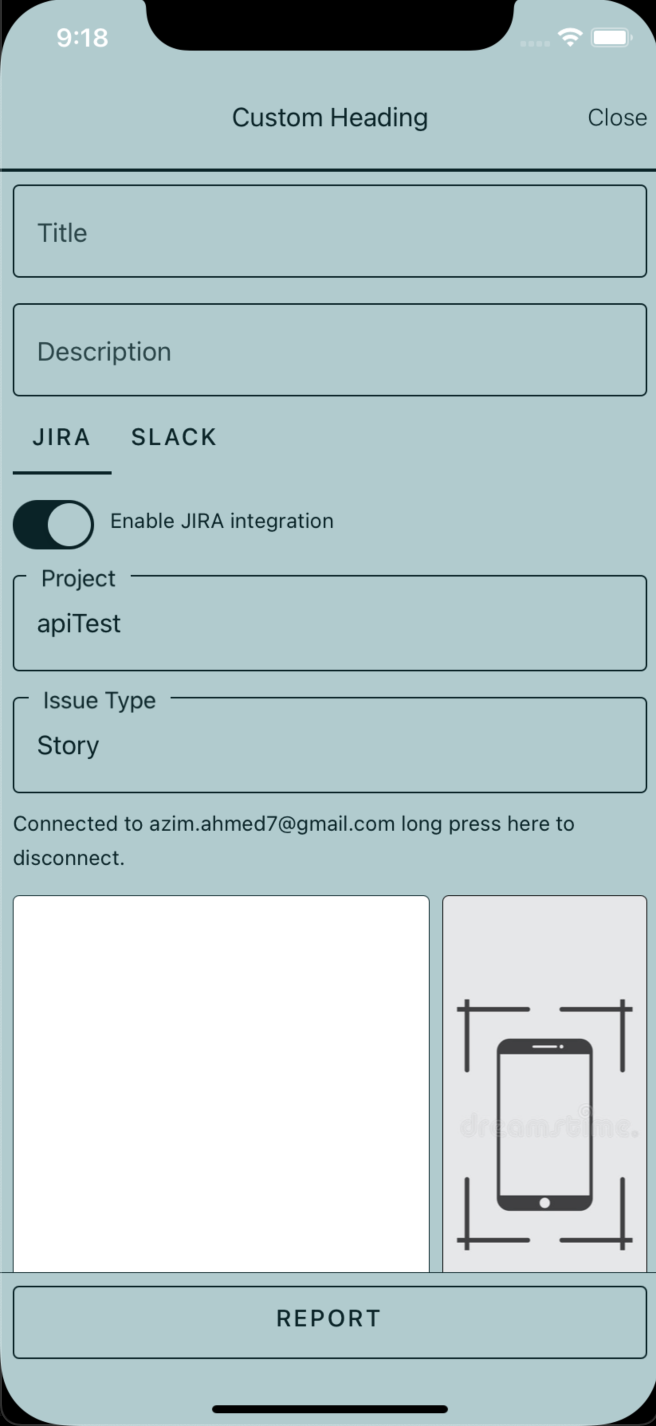 9:18
Custom Heading
Close
Title
Description
JIRA
SLACK
Enable JIRA integration
Project
apiTest
Issue Type
Story
Connected to azim.ahmed7@gmail.com long press here to
disconnect.
dreamstime.
REPORT